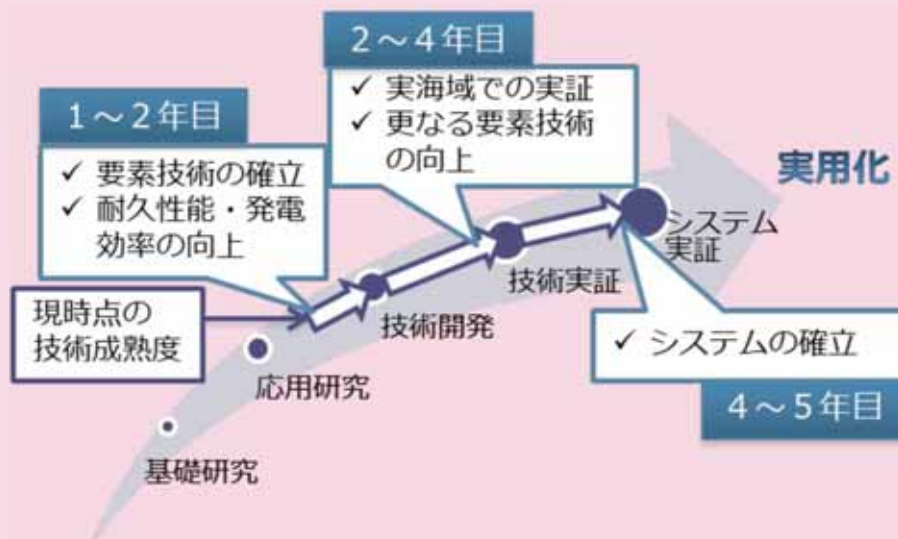 2～4年目
✓ 実海域での実証
✓ 更なる要素技術
の向上
1～2年目
✓ 要素技術の確立
✓ 耐久性能・発電
効率の向上
実用化
システム
実証
技術実証
現時点の
技術成熟度
技術開発
✓ システムの確立
応用研究
4～5年目
基礎研究